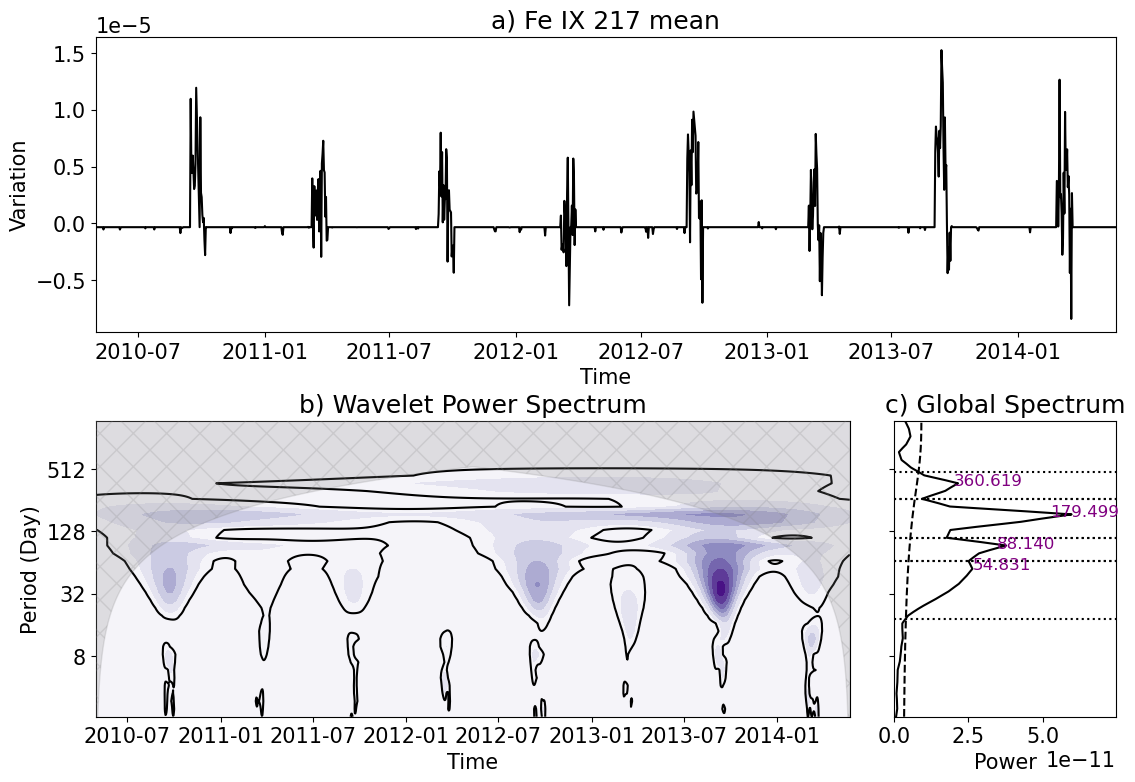 a) Fe IX 217 mean
1e−5
Variation
1.5
1.0
0.5
0.0
−0.5
2010-07 2011-01 2011-07 2012-01 2012-07 2013-01 2013-07 2014-01
Time
b) Wavelet Power Spectrum
Period (Day)
512
128
32
8
2010-07 2011-01 2011-07 2012-01 2012-07 2013-01 2013-07 2014-01
Time
c) Global Spectrum
360.619
179.499
88.140
54.831
0.0 2.5 5.0
Power 1e−11